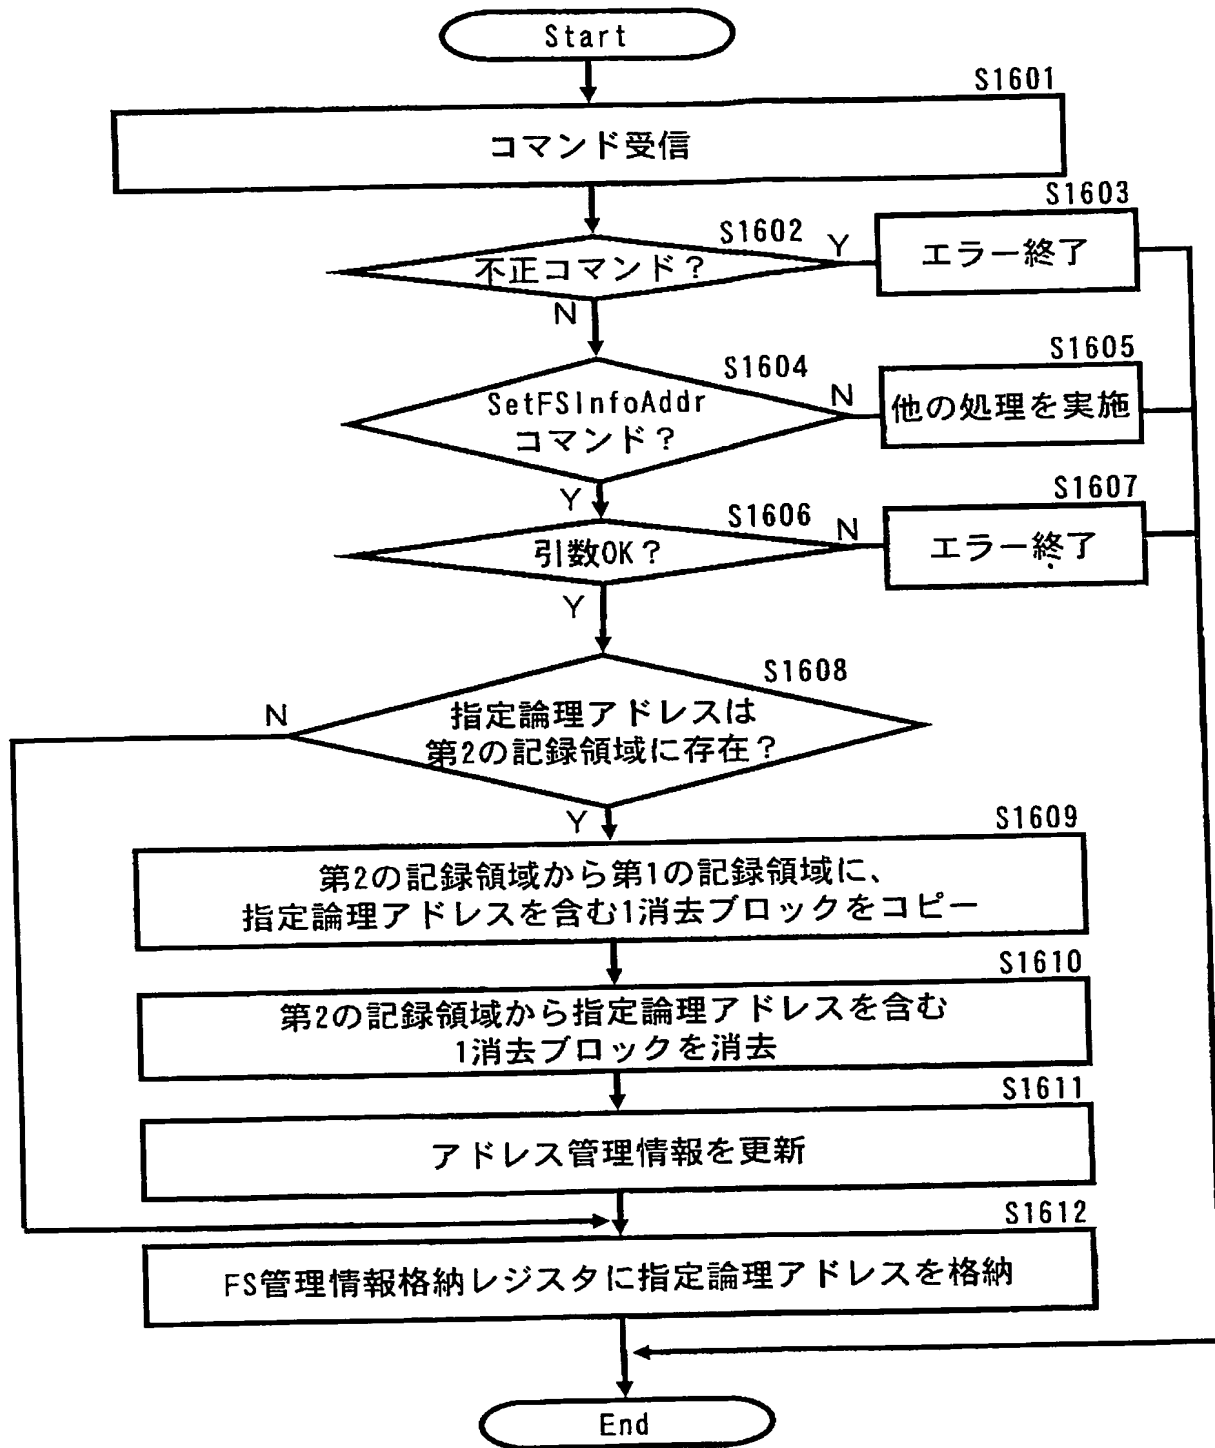 Start
S1601
コマンド受信
S1602
不正コマンド?
Y
S1603
エラー終了
N
S1604
SetFSInfoAddr
コマンド?
N
S1605
他の処理を実施
Y
S1606
引数OK?
N
S1607
エラー終了
Y
S1608
指定論理アドレスは
第2の記録領域に存在?
N
Y
S1609
第2の記録領域から第1の記録領域に、
指定論理アドレスを含む1消去ブロックをコピー
S1610
第2の記録領域から指定論理アドレスを含む
1消去ブロックを消去
S1611
アドレス管理情報を更新
S1612
FS管理情報格納レジスタに指定論理アドレスを格納
End